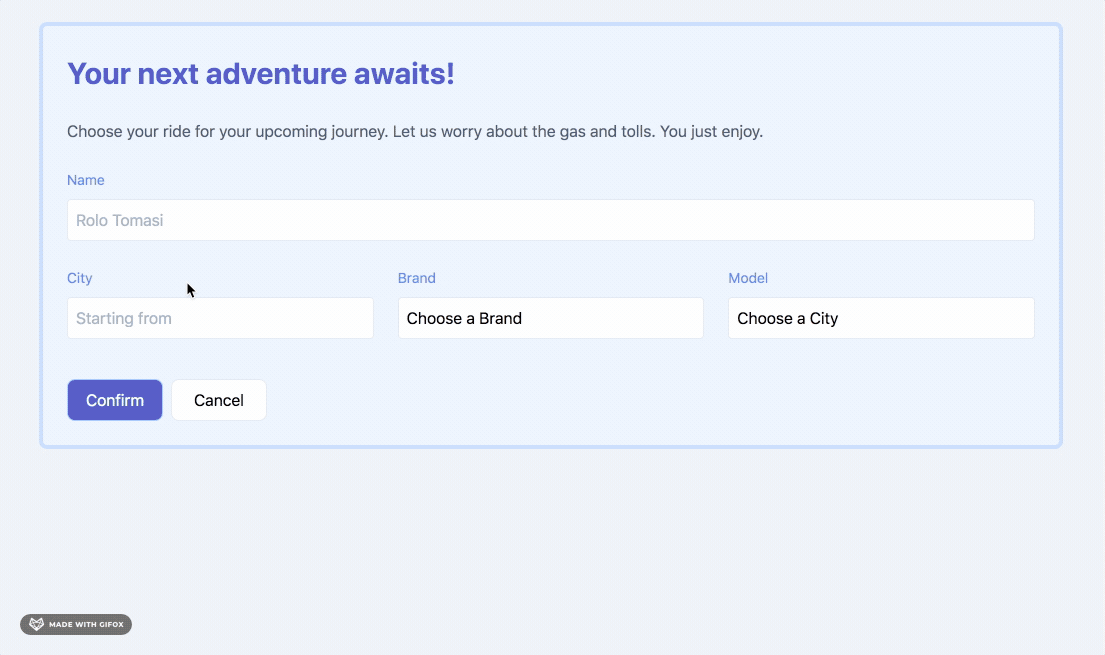 Your next adventure awaits!
Choose your ride for your upcoming journey. Let us worry about the gas and tolls. You just enjoy.
Name
Rolo Tomasi
City Brand Model
Starting from Choose a Brand Choose a City
Confirm Cancel
MADE WITH GIFOX